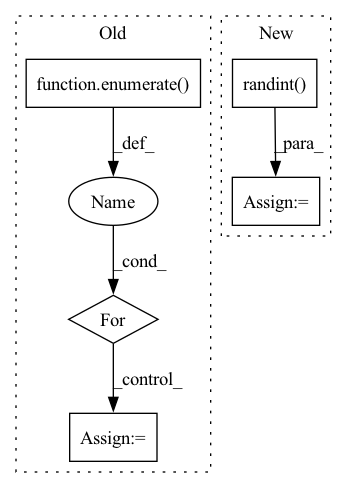 Old
function.enumerate()
_def_
Name
_cond_
For
_control_
Assign:=
New
randint()
_para_
Assign:=